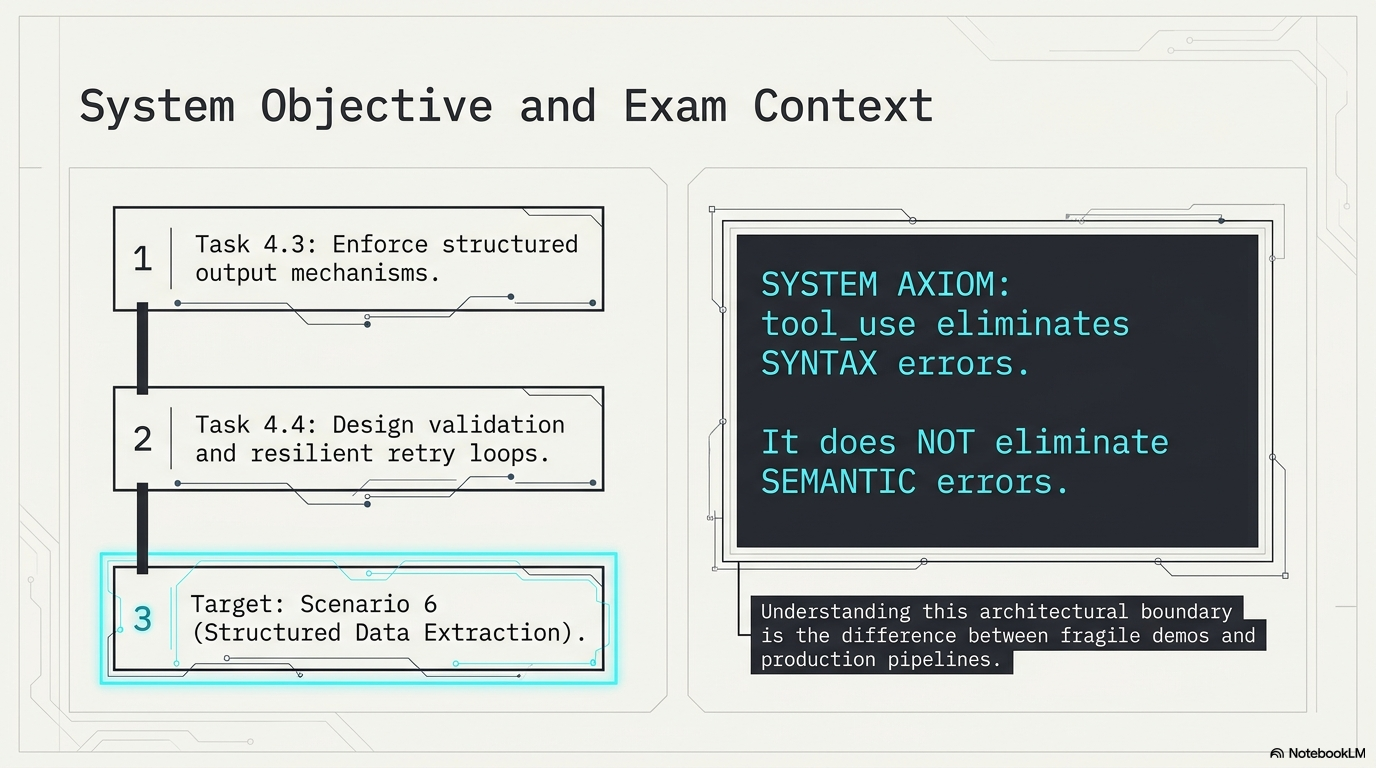 System Objective and Exam Context
1
Task 4.3: Enforce structured
output mechanisms.
2
Task 4.4: Design validation
and resilient retry loops.
3
Target: Scenario 6
(Structured Data Extraction).
SYSTEM AXIOM:
tool_use eliminates
SYNTAX errors.
It does NOT eliminate
SEMANTIC errors.
Understanding this architectural boundary
is the difference between fragile demos and
production pipelines.
NotebookLM